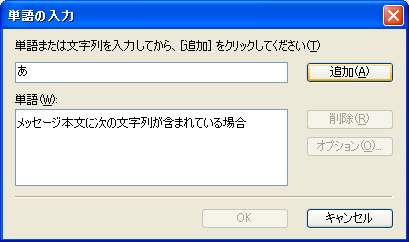 単語の入力
単語または文字列を入力してから、[追加] をクリックしてください(T)
あ
追加(A)
単語(W):
メッセージ本文に次の文字列が含まれている場合
削除(R)
オプション(O)...
OK
キャンセル